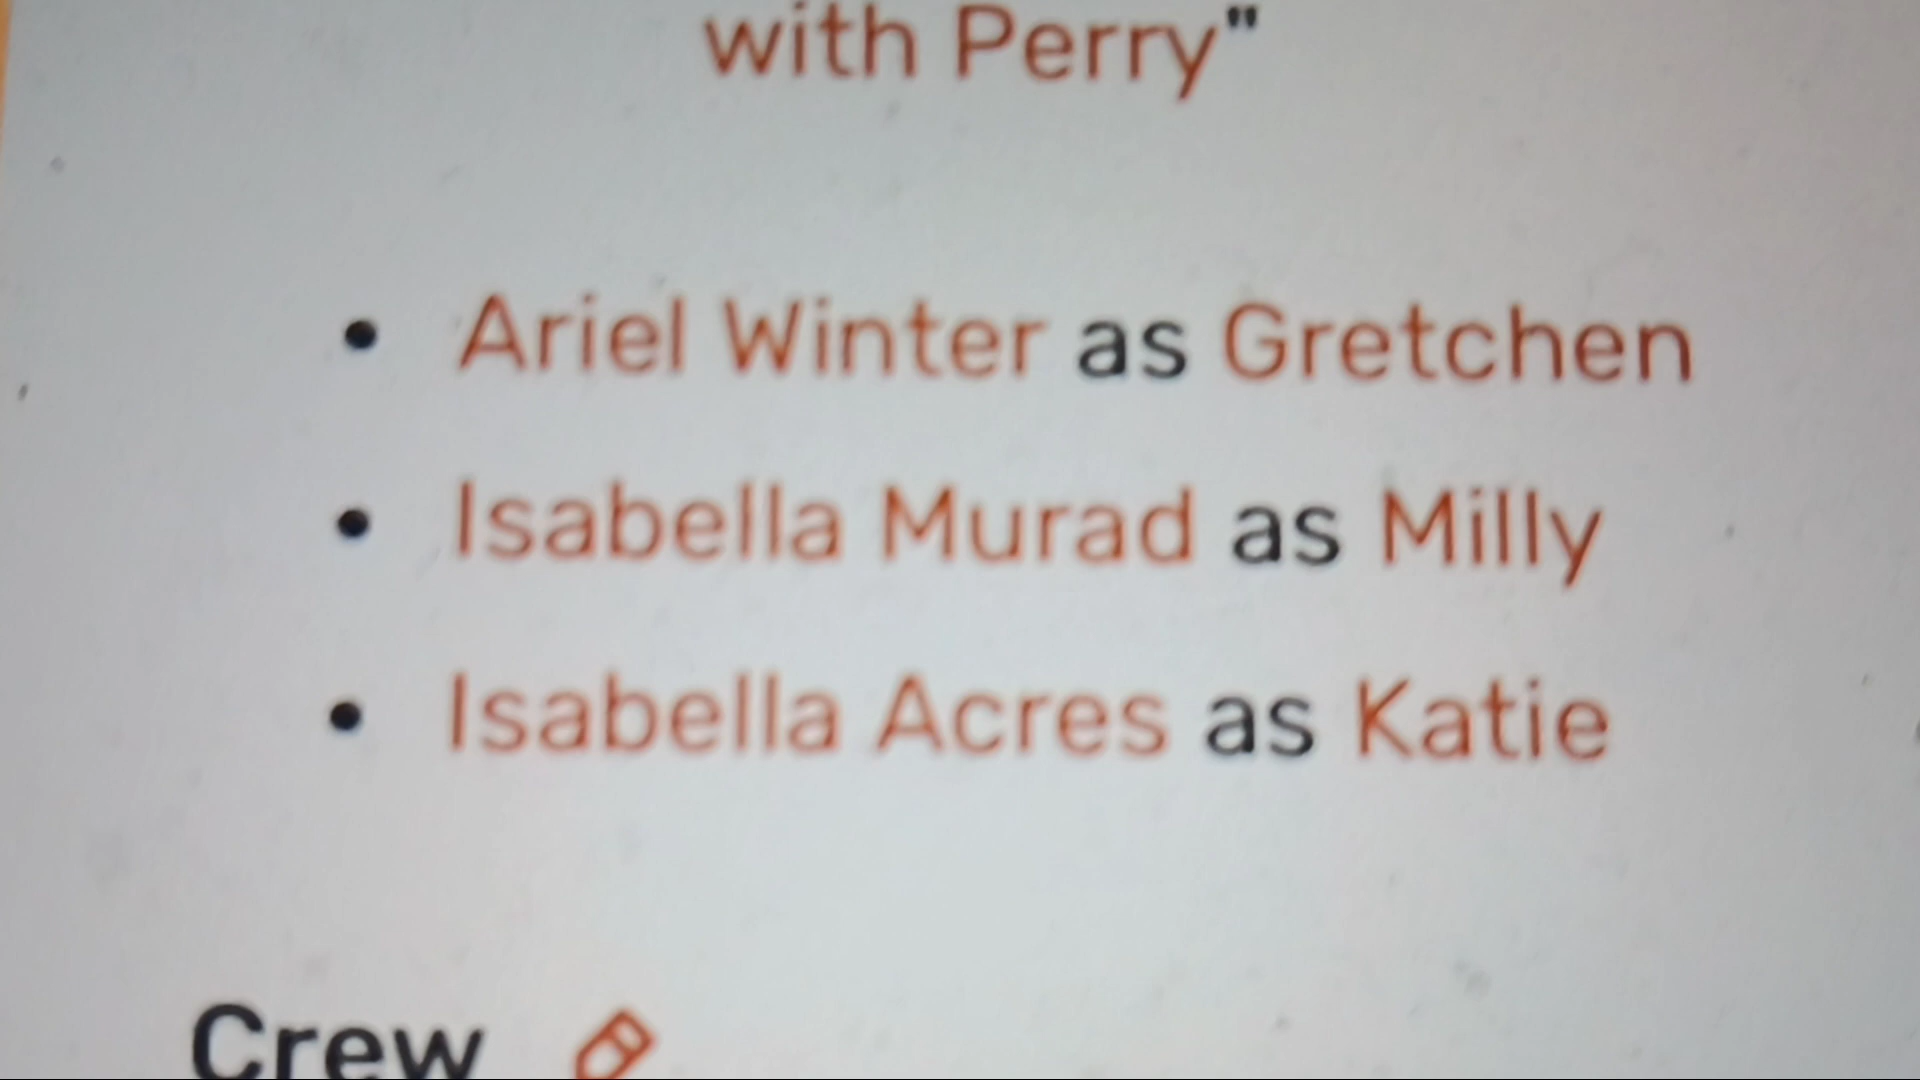 with Perry"
• Ariel Winter as Gretchen
• Isabella Murad as Milly
• Isabella Acres as Katie
Crew